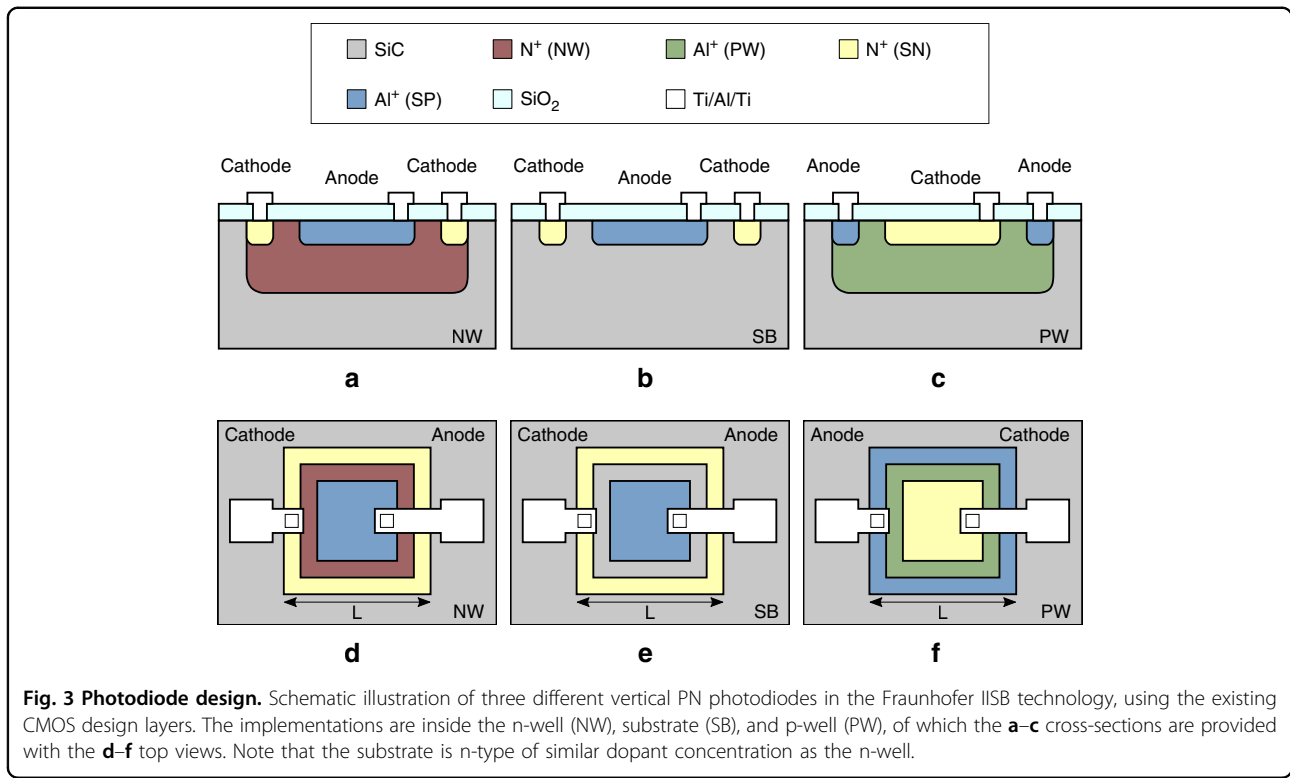 SiC
N+ (NW)
Al+ (PW)
N+ (SN)
Al+ (SP)
SiO2
Ti/Al/Ti
Cathode
Anode
Cathode
NW
a
Cathode
Anode
Cathode
SB
b
Anode
Cathode
Anode
PW
c
Cathode
Anode
L
NW
d
Cathode
Anode
L
SB
e
Anode
Cathode
L
PW
f
Fig. 3 Photodiode design. Schematic illustration of three different vertical PN photodiodes in the Fraunhofer IISB technology, using the existing
CMOS design layers. The implementations are inside the n-well (NW), substrate (SB), and p-well (PW), of which the a–c cross-sections are provided
with the d–f top views. Note that the substrate is n-type of similar dopant concentration as the n-well.